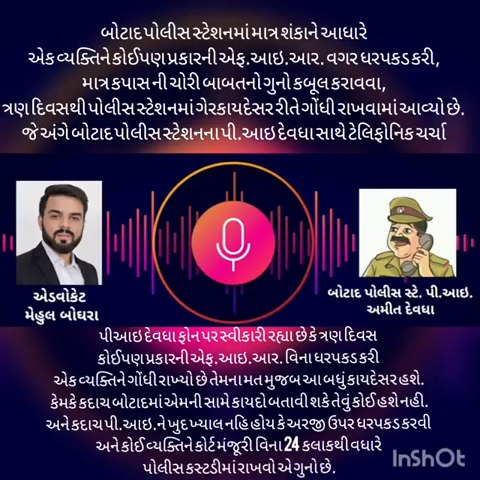 બોટાદ પોલીસ સ્ટેશનમાં માત્ર શંકાને આધારે
એક વ્યક્તિને કોઈપણ પ્રકારની એફ.આઇ.આર. વગર ધરપકડ કરી,
માત્ર કપાસ ની ચોરી બાબતનો ગુનો કબૂલ કરાવવા,
ત્રણ દિવસથી પોલીસ સ્ટેશનમાં ગેરકાયદેસર રીતે ગોંધી રાખવામાં આવ્યો છે.
જે અંગે બોટાદ પોલીસ સ્ટેશનના પી.આઇ દેવધા સાથે ટેલિફોનિક ચર્ચા
એડવોકેટ
મેહુલ બોઘરા
બોટાદ પોલીસ સ્ટે. પી.આઇ.
અમીત દેવધા
પીઆઇ દેવધા ફોન પર સ્વીકારી રહ્યા છે કે ત્રણ દિવસ
કોઈપણ પ્રકારની એફ.આઇ.આર. વિના ધરપકડ કરી
એક વ્યક્તિને ગોંધી રાખ્યો છે તેમના મત મુજબ આ બધું કાયદેસર હશે.
કેમકે કદાચ બોટાદમાં એમની સામે કાયદો બતાવી શકે તેવું કોઈ હશે નહી.
અને કદાચ પી.આઇ.ને ખુદ ખ્યાલ નહિ હોય કે અરજી ઉપર ધરપકડ કરવી
અને કોઈ વ્યક્તિને કોર્ટ મંજૂરી વિના 24 કલાકથી વધારે
પોલીસ કસ્ટડીમાં રાખવો એ ગુનો છે.
InShOt